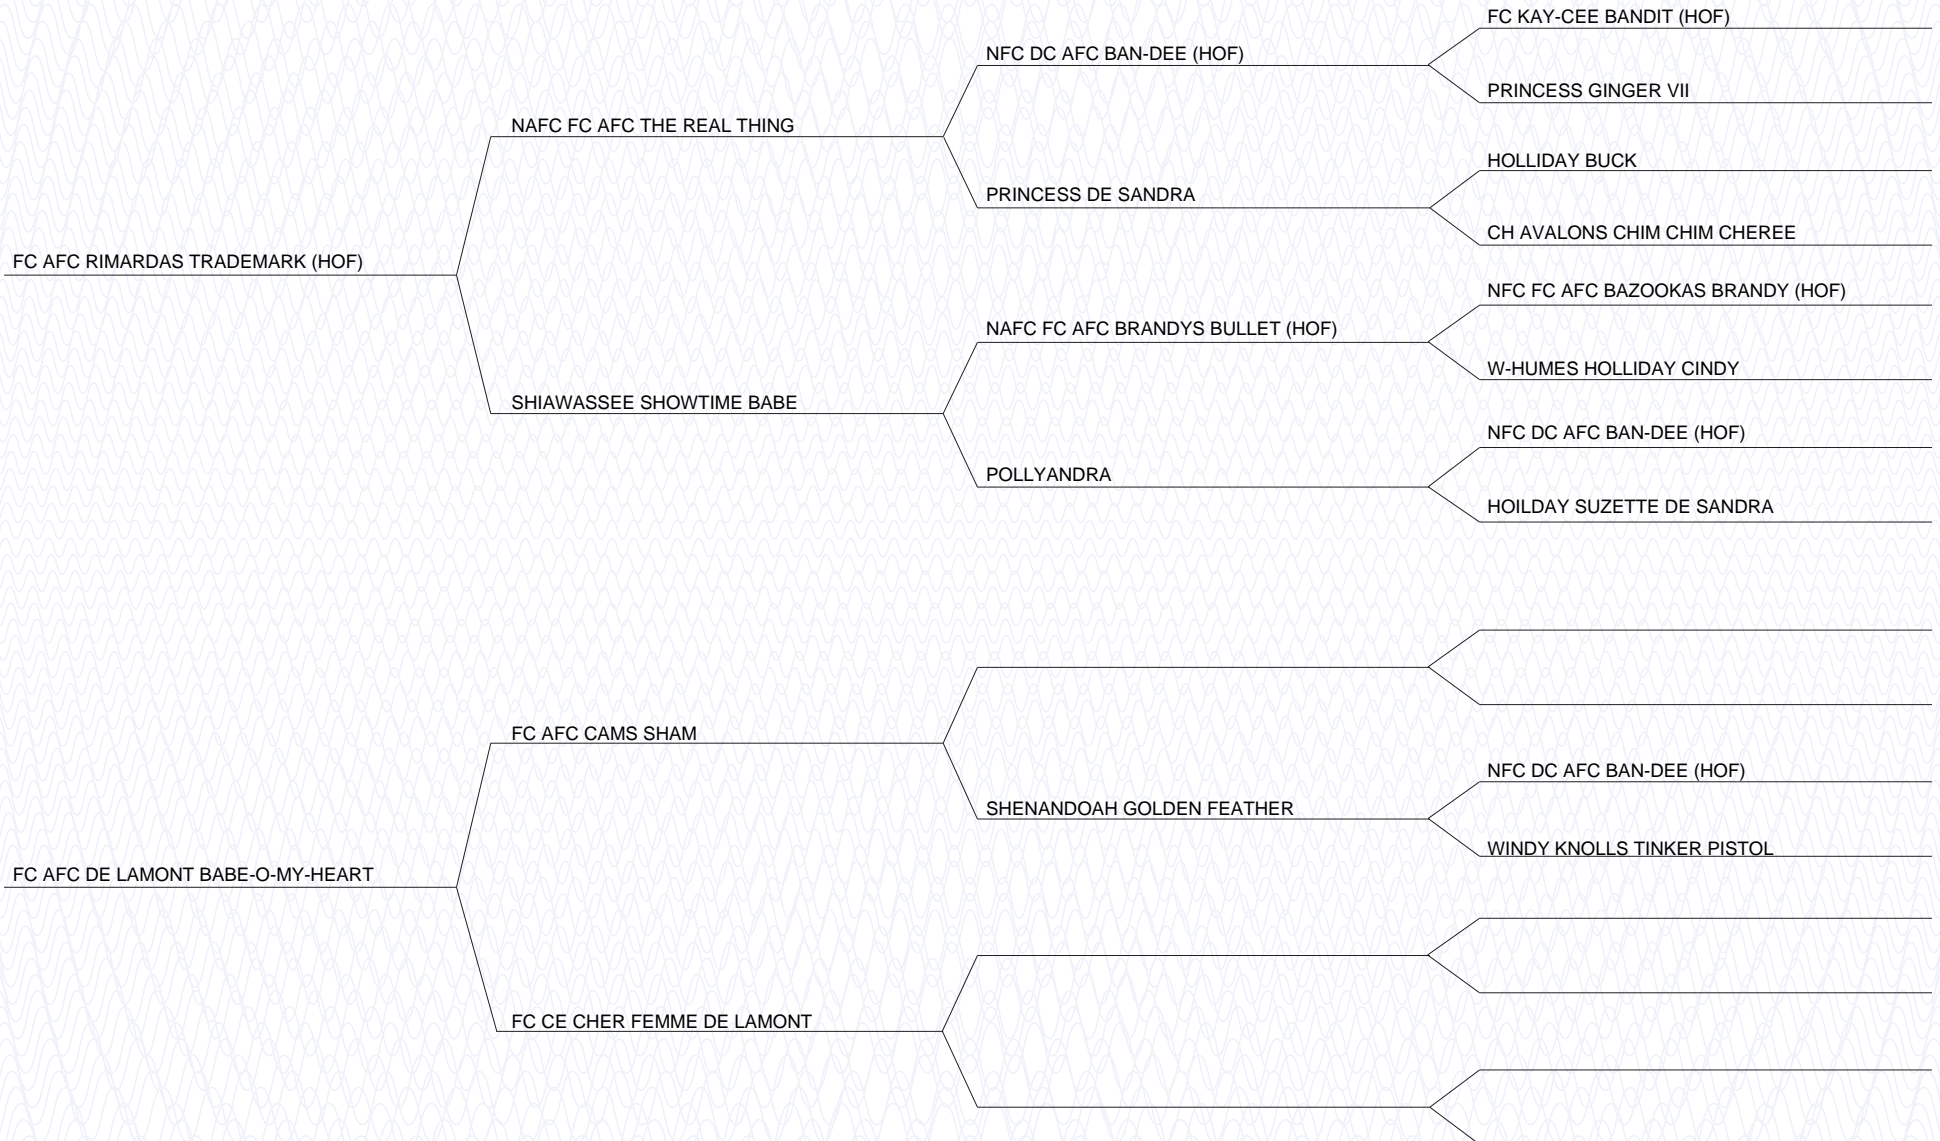 FC KAY-CEE BANDIT (HOF)
NFC DC AFC BAN-DEE (HOF)
PRINCESS GINGER VII
NAFC FC AFC THE REAL THING
HOLLIDAY BUCK
PRINCESS DE SANDRA
CH AVALONS CHIM CHIM CHEREE
FC AFC RIMARDAS TRADEMARK (HOF)
NFC FC AFC BAZOOKAS BRANDY (HOF)
NAFC FC AFC BRANDYS BULLET (HOF)
W-HUMES HOLLIDAY CINDY
SHIAWASSEE SHOWTIME BABE
NFC DC AFC BAN-DEE (HOF)
POLLYANDRA
HOILDAY SUZETTE DE SANDRA
FC AFC CAMS SHAM
NFC DC AFC BAN-DEE (HOF)
SHENANDOAH GOLDEN FEATHER
WINDY KNOLLS TINKER PISTOL
FC AFC DE LAMONT BABE-O-MY-HEART
FC CE CHER FEMME DE LAMONT